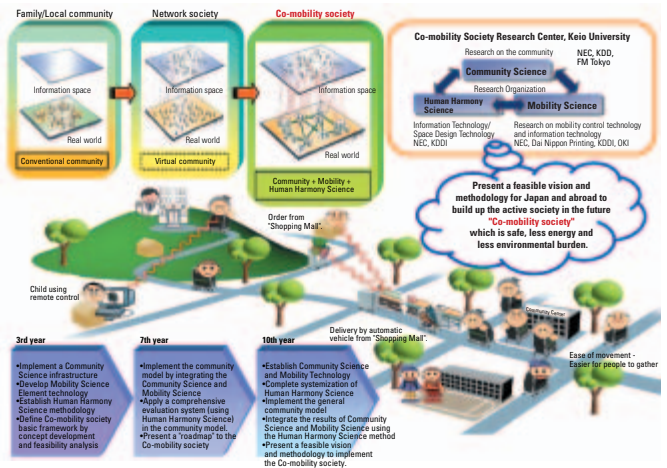 Family/Local community
Network society
Co-mobility society
Information space
Real world
Conventional community
Information space
Real world
Virtual community
Information space
Real world
Community + Mobility +
Human Harmony Science
Co-mobility Society Research Center, Keio University
Research on the community
NEC, KDD,
FM Tokyo
Community Science
Research Organization
Human Harmony
Science
Mobility Science
Information Technology/
Space Design Technology
NEC, KDDI
Research on mobility control technology
and information technology
NEC, Dai Nippon Printing, KDDI, OKI
Present a feasible vision and
methodology for Japan and abroad to
build up the active society in the future
"Co-mobility society"
which is safe, less energy and
less environmental burden.
Order from
"Shopping Mall".
Child using
remote control
Community Center
Delivery by automatic
vehicle from "Shopping Mall".
Ease of movement -
Easier for people to gather
3rd year
•Implement a Community
Science infrastructure
•Develop Mobility Science
Element technology
•Establish Human Harmony
Science methodology
•Define Co-mobility society
basic framework by
concept development
and feasibility analysis
7th year
•Implement the community
model by integrating the
Community Science and
Mobility Science
•Apply a comprehensive
evaluation system (using
Human Harmony Science)
in the community model.
•Present a "roadmap" to the
Co-mobility society
10th year
•Establish Community Science
and Mobility Technology
•Complete systemization of
Human Harmony Science
•Implement the general
community model
•Integrate the results of Community
Science and Mobility Science using
the Human Harmony Science method
•Present a feasible vision
and methodology to implement
the Co-mobility society.